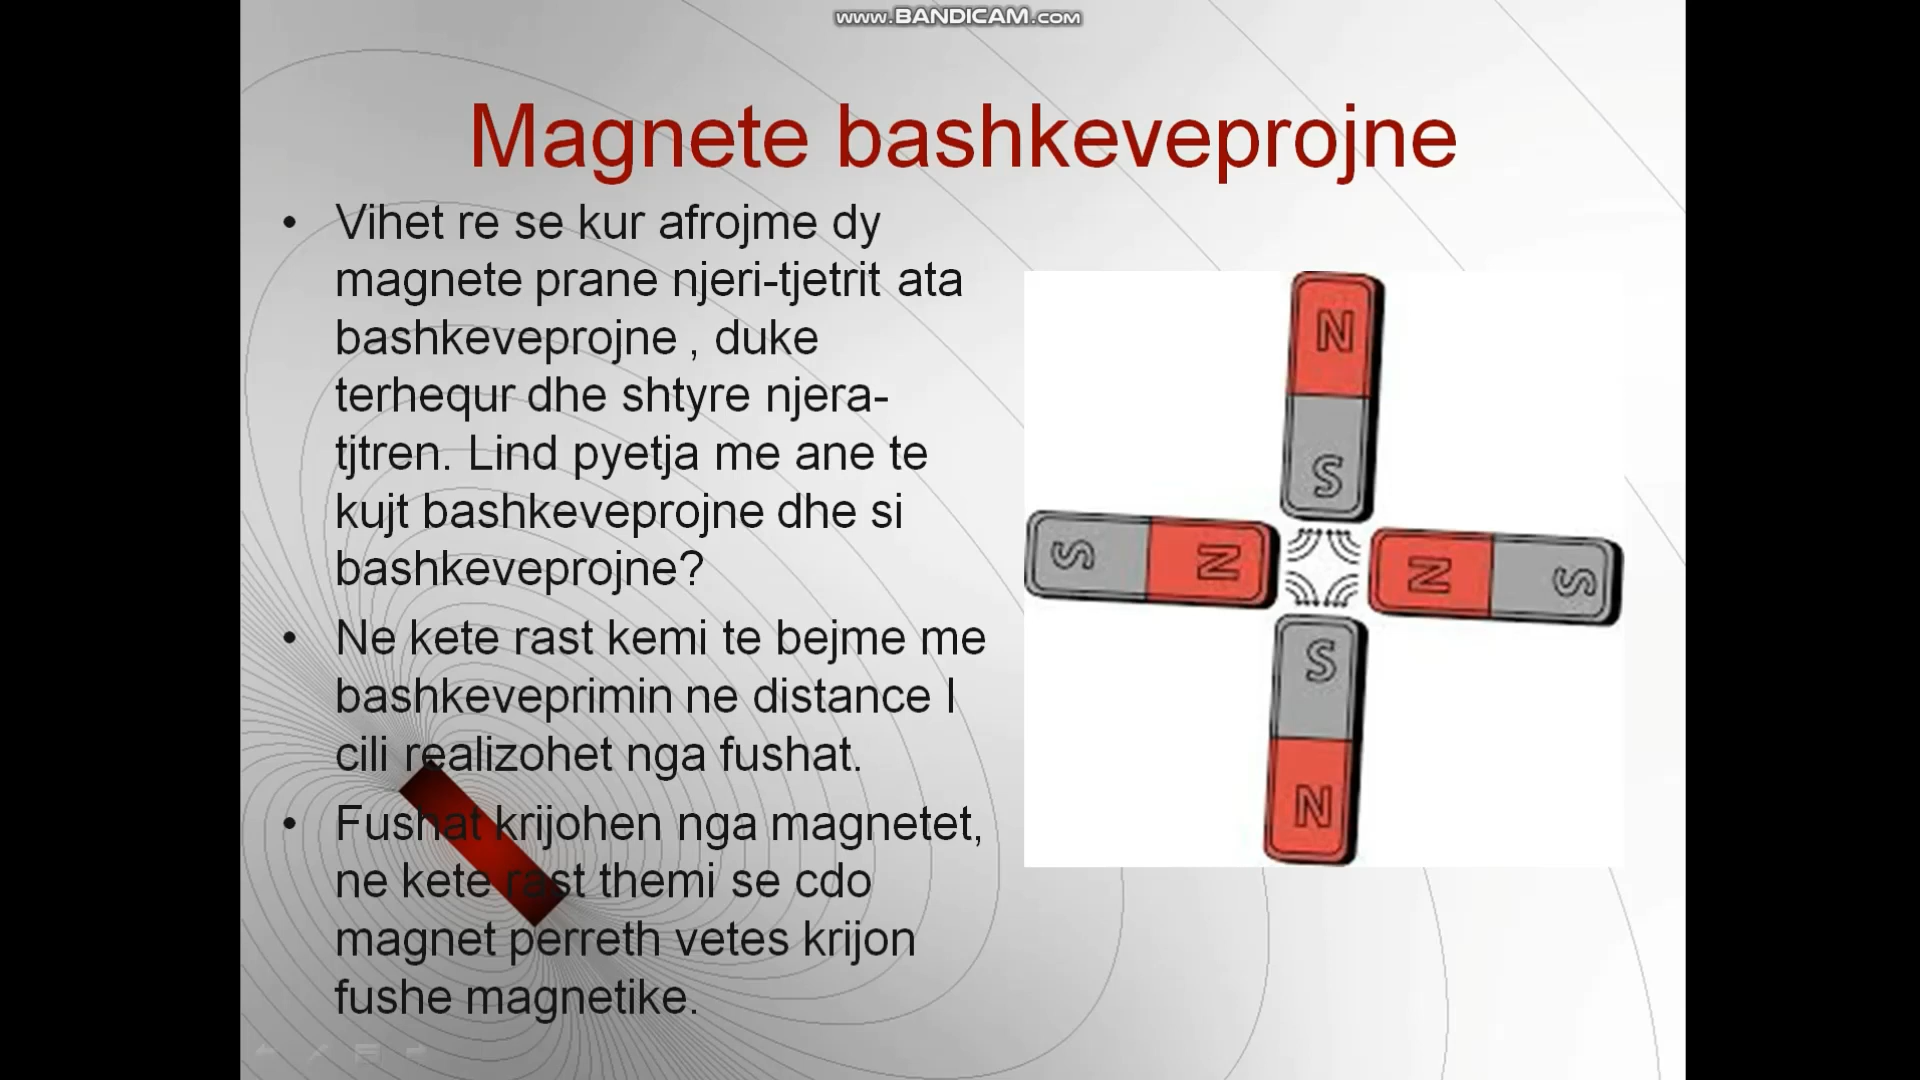 www.BANDICAM.com
Magnete bashkeveprojne
• Vihet re se kur afrojme dy
magnete prane njeri-tjetrit ata
bashkeveprojne , duke
terhequr dhe shtyre njera-
tjtren. Lind pyetja me ane te
kujt bashkeveprojne dhe si
bashkeveprojne?
• Ne kete rast kemi te bejme me
bashkeveprimin ne distance I
cili realizohet nga fushat.
• Fushat krijohen nga magnetet,
ne kete rast themi se cdo
magnet perreth vetes krijon
fushe magnetike.
N
S
S N N S
S
N